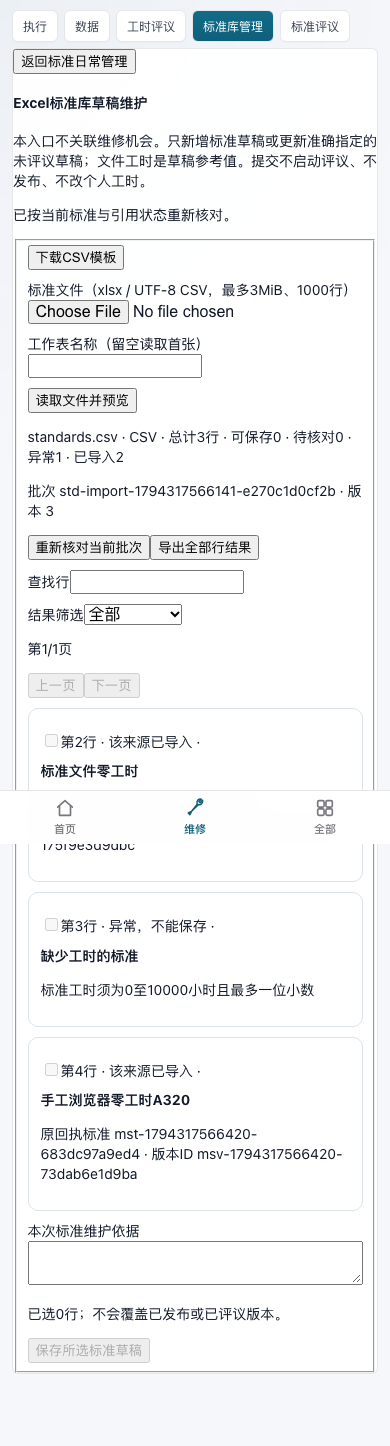 执行 数据 工时评议 标准库管理 标准评议
返回标准日常管理
Excel标准库草稿维护
本入口不关联维修机会。只新增标准草稿或更新准确指定的
未评议草稿；文件工时是草稿参考值。提交不启动评议、不
发布、不改个人工时。
已按当前标准与引用状态重新核对。
下载CSV模板
标准文件（xlsx / UTF-8 CSV，最多3MiB、1000行）
Choose File No file chosen
工作表名称（留空读取首张）
读取文件并预览
standards.csv · CSV · 总计3行 · 可保存0 · 待核对0 ·
异常1 · 已导入2
批次 std-import-1794317566141-e270c1d0cf2b · 版
本 3
重新核对当前批次 导出全部行结果
查找行
结果筛选 全部
第1/1页
上一页 下一页
第2行 · 该来源已导入 ·
标准文件零工时
首页 维修 全部
第3行 · 异常，不能保存 ·
缺少工时的标准
标准工时须为0至10000小时且最多一位小数
第4行 · 该来源已导入 ·
手工浏览器零工时A320
原回执标准 mst-1794317566420-
683dc97a9ed4 · 版本ID msv-1794317566420-
73dab6e1d9ba
本次标准维护依据
已选0行；不会覆盖已发布或已评议版本。
保存所选标准草稿